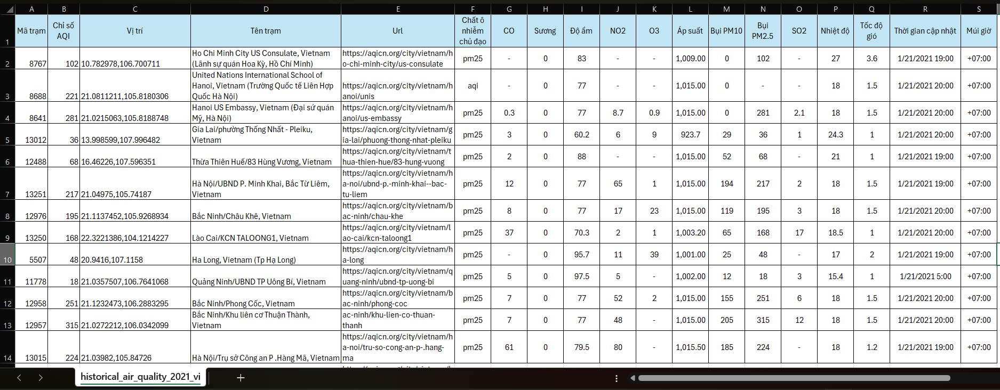 A B C D E F G H I J K L M N O P Q R S
1 Mã trạm Chỉ số AQI Vị trí Tên trạm Url Chất ô nhiễm chủ đạo CO Sương Độ ẩm NO2 O3 Áp suất Bụi PM10 Bụi PM2.5 SO2 Nhiệt độ Tốc độ gió Thời gian cập nhật Múi giờ
2 8767 102 10.782978,106.700711 Ho Chi Minh City US Consulate, Vietnam (Lãnh sự quán Hoa Kỳ, Hồ Chí Minh) https://aqicn.org/city/vietnam/ho-chi-minh-city/us-consulate pm25 - 0 83 - - 1,009.00 0 102 - 27 3.6 1/21/2021 19:00 +07:00
3 8688 221 21.0811211,105.8180306 United Nations International School of Hanoi, Vietnam (Trường Quốc tế Liên Hợp Quốc Hà Nội) https://aqicn.org/city/vietnam/hanoi/unis aqi - 0 77 - - 1,015.00 0 - - 18 1.5 1/21/2021 20:00 +07:00
4 8641 281 21.0215063,105.8188748 Hanoi US Embassy, Vietnam (Đại sứ quán Mỹ, Hà Nội) https://aqicn.org/city/vietnam/hanoi/us-embassy pm25 0.3 0 77 8.7 0.9 1,015.00 0 281 2.1 18 1.5 1/21/2021 20:00 +07:00
5 13012 36 13.998599,107.996482 Gia Lai/phường Thống Nhất - Pleiku, Vietnam https://aqicn.org/city/vietnam/gia-lai/phuong-thong-nhat-pleiku pm25 3 0 60.2 6 9 923.7 29 36 1 24.3 1 1/21/2021 20:00 +07:00
6 12488 68 16.46226,107.596351 Thừa Thiên Huế/83 Hùng Vương, Vietnam https://aqicn.org/city/vietnam/thua-thien-hue/83-hung-vuong pm25 2 0 88 - - 1,015.00 52 68 - 21 1 1/21/2021 19:00 +07:00
7 13251 217 21.04975,105.74187 Hà Nội/UBND P. Minh Khai, Bắc Từ Liêm, Vietnam https://aqicn.org/city/vietnam/ha-noi/ubnd-p.-minh-khai--bac-tu-liem pm25 12 0 77 65 1 1,015.00 194 217 2 18 1.5 1/21/2021 19:00 +07:00
8 12976 195 21.1137452,105.9268934 Bắc Ninh/Châu Khê, Vietnam https://aqicn.org/city/vietnam/bac-ninh/chau-khe pm25 8 0 77 17 23 1,015.00 119 195 3 18 1.5 1/21/2021 20:00 +07:00
9 13250 168 22.3221386,104.1214227 Lào Cai/KCN TALOONG1, Vietnam https://aqicn.org/city/vietnam/lao-cai/kcn-taloong1 pm25 37 0 70.3 2 1 1,003.20 65 168 17 18.5 1 1/21/2021 20:00 +07:00
10 5507 48 20.9416,107.1158 Ha Long, Vietnam (Tp Hạ Long) https://aqicn.org/city/vietnam/ha-long pm25 - 0 95.7 11 39 1,001.00 25 48 - 17 2 1/21/2021 19:00 +07:00
11 11778 18 21.0357507,106.7641068 Quảng Ninh/UBND TP Uông Bí, Vietnam https://aqicn.org/city/vietnam/quang-ninh/ubnd-tp-uong-bi pm25 5 0 97.5 5 - 1,002.00 12 18 3 15.4 1 1/21/2021 5:00 +07:00
12 12958 251 21.1232473,106.2883295 Bắc Ninh/Phong Cốc, Vietnam https://aqicn.org/city/vietnam/bac-ninh/phong-coc pm25 7 0 77 52 2 1,015.00 155 251 6 18 1.5 1/21/2021 20:00 +07:00
13 12957 315 21.0272212,106.0342099 Bắc Ninh/Khu liên cơ Thuận Thành, Vietnam ac-ninh/khu-lien-co-thuan-thanh pm25 7 0 77 48 - 1,015.00 205 315 12 18 1.5 1/21/2021 20:00 +07:00
14 13015 224 21.03982,105.84726 Hà Nội/Trụ sở Công an P .Hàng Mã, Vietnam https://aqicn.org/city/vietnam/ha-noi/tru-so-cong-an-p-.hang-ma pm25 61 0 79.5 80 - 1,015.50 185 224 - 18 1.2 1/21/2021 19:00 +07:00
historical_air_quality_2021_vi